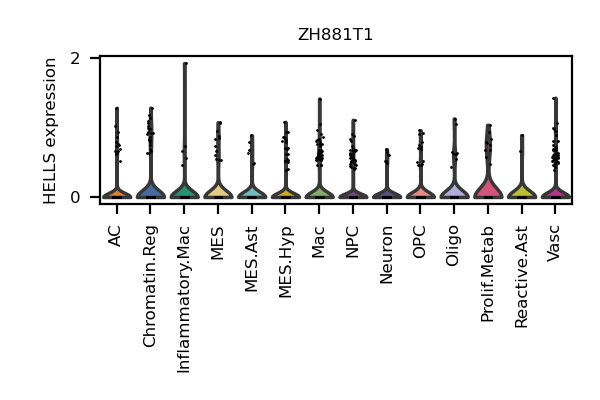 ZH881T1
HELLS expression
2
0
AC
Chromatin.Reg
Inflammatory.Mac
MES
MES.Ast
MES.Hyp
Mac
NPC
Neuron
OPC
Oligo
Prolif.Metab
Reactive.Ast
Vasc